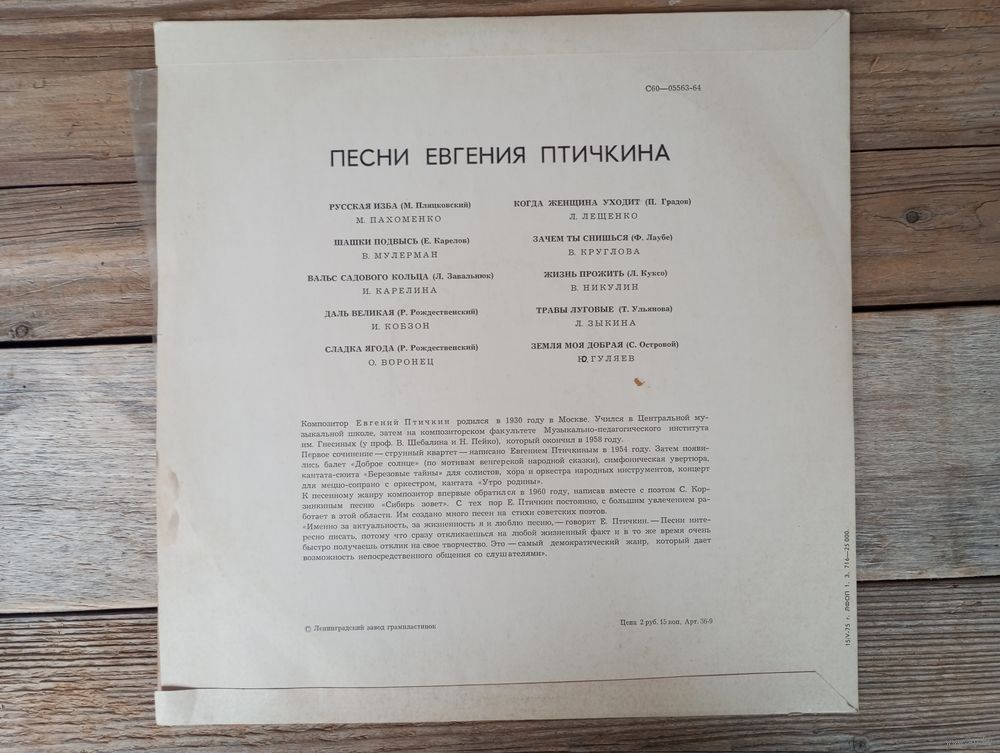 С60—05563-64
ПЕСНИ ЕВГЕНИЯ ПТИЧКИНА
РУССКАЯ ИЗБА (М. Пляцковский)
М. ПАХОМЕНКО
ШАШКИ ПОДВЫСЬ (Е. Карелов)
В. МУЛЕРМАН
ВАЛЬС САДОВОГО КОЛЬЦА (Л. Завальнюк)
И. КАРЕЛИНА
ДАЛЬ ВЕЛИКАЯ (Р. Рождественский)
И. КОБЗОН
СЛАДКА ЯГОДА (Р. Рождественский)
О. ВОРОНЕЦ
КОГДА ЖЕНЩИНА УХОДИТ (П. Градов)
Л. ЛЕЩЕНКО
ЗАЧЕМ ТЫ СНИШЬСЯ (Ф. Лаубе)
В. КРУГЛОВА
ЖИЗНЬ ПРОЖИТЬ (Л. Куксо)
В. НИКУЛИН
ТРАВЫ ЛУГОВЫЕ (Т. Ульянова)
Л. ЗЫКИНА
ЗЕМЛЯ МОЯ ДОБРАЯ (С. Островой)
Ю. ГУЛЯЕВ
Композитор Евгений Птичкин родился в 1930 году в Москве. Учился в Центральной му-
зыкальной школе, затем на композиторском факультете Музыкально-педагогического института
им. Гнесиных (у проф. В. Шебалина и Н. Пейко), который окончил в 1958 году.
Первое сочинение — струнный квартет — написано Евгением Птичкиным в 1954 году. Затем появи-
лись балет «Доброе солнце» (по мотивам венгерской народной сказки), симфоническая увертюра,
кантата-сюита «Березовые тайны» для солистов, хора и оркестра народных инструментов, концерт
для меццо-сопрано с оркестром, кантата «Утро родины».
К песенному жанру композитор впервые обратился в 1960 году, написав вместе с поэтом С. Кор-
зинкиным песню «Сибирь зовет». С тех пор Е. Птичкин постоянно, с большим увлечением ра-
ботает в этой области. Им создано много песен на стихи советских поэтов.
«Именно за актуальность, за жизненность я и люблю песню, — говорит Е. Птичкин. — Песни инте-
ресно писать, потому что сразу откликаешься на любой жизненный факт и в то же время очень
быстро получаешь отклик на свое творчество. Это — самый демократический жанр, который дает
возможность непосредственного общения со слушателями».
© Ленинградский завод грампластинок
Цена 2 руб. 15 коп. Арт. 36-9
15/V-75 г. ЛФОП 1. З. 716—25 000.